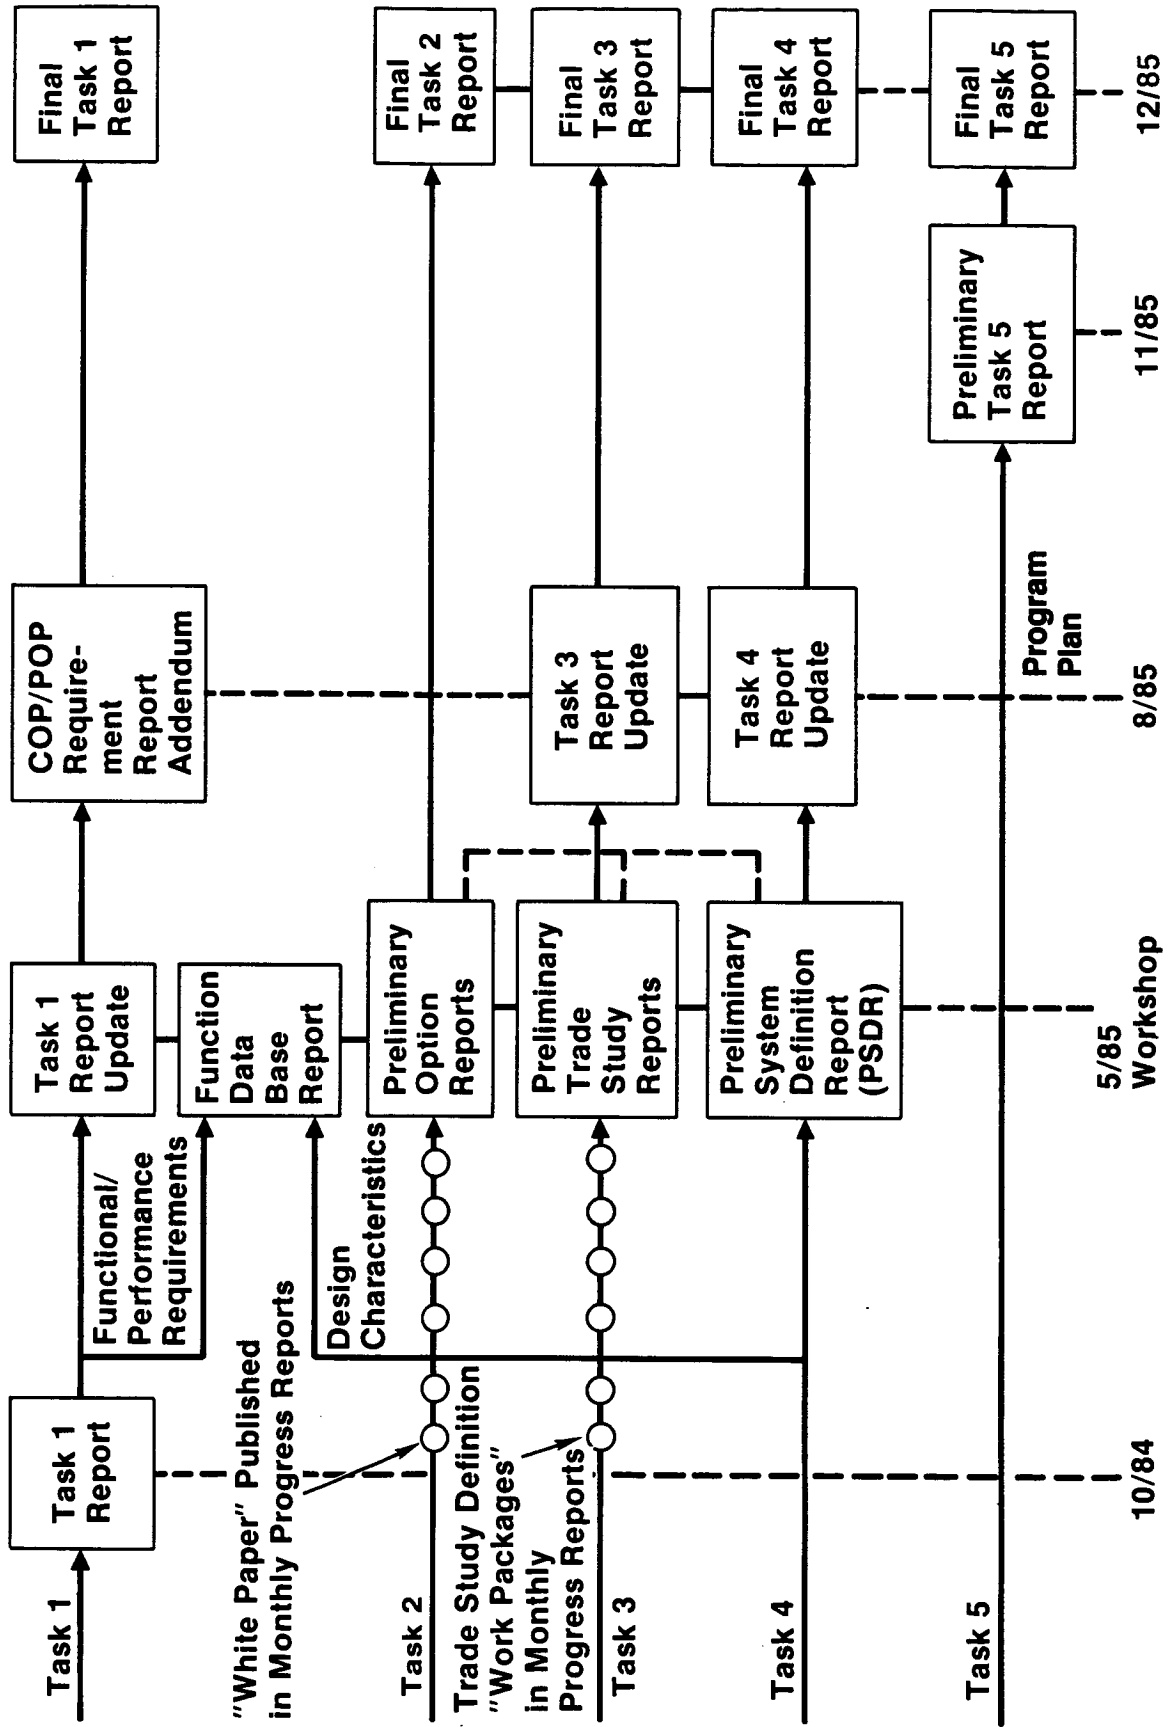 Task 1
Task 1
Report
Functional/
Performance
Requirements
Task 1
Report
Update
COP/POP
Require-
ment
Report
Addendum
Final
Task 1
Report
"White Paper" Published
in Monthly Progress Reports
Function
Data
Base
Report
Design
Characteristics
Task 2
Preliminary
Option
Reports
Final
Task 2
Report
Trade Study Definition
"Work Packages"
in Monthly
Progress Reports
Task 3
Preliminary
Trade
Study
Reports
Task 3
Report
Update
Final
Task 3
Report
Task 4
Preliminary
System
Definition
Report
(PSDR)
Task 4
Report
Update
Final
Task 4
Report
Task 5
Program
Plan
Preliminary
Task 5
Report
Final
Task 5
Report
10/84
5/85
Workshop
8/85
11/85
12/85